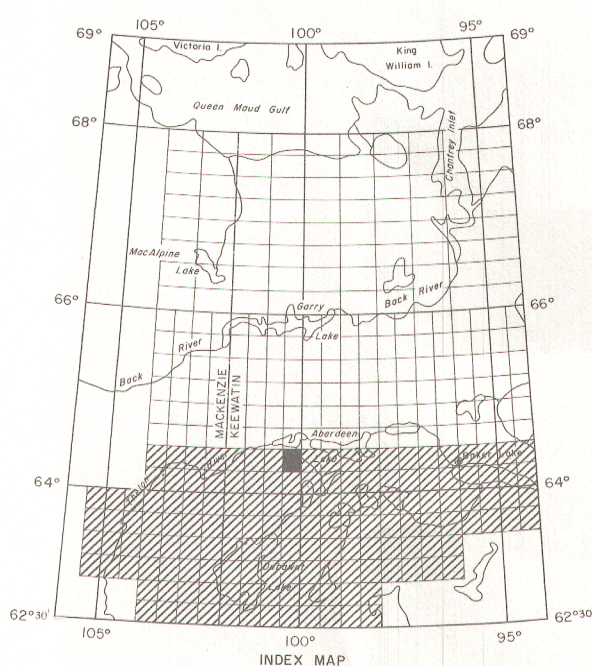 105° 100° 95°
69° 69°
Victoria I. King
William I.
Queen Maud Gulf
68° 68°
Chantrey Inlet
MacAlpine
Lake
Back River
66° 66°
Garry
Lake
River
Back
MACKENZIE
KEEWATIN
Aberdeen
Lake
Baker Lake
Thelon River
64° 64°
Dubawnt
Lake
62°30' 62°30'
105° 100° 95°
INDEX MAP